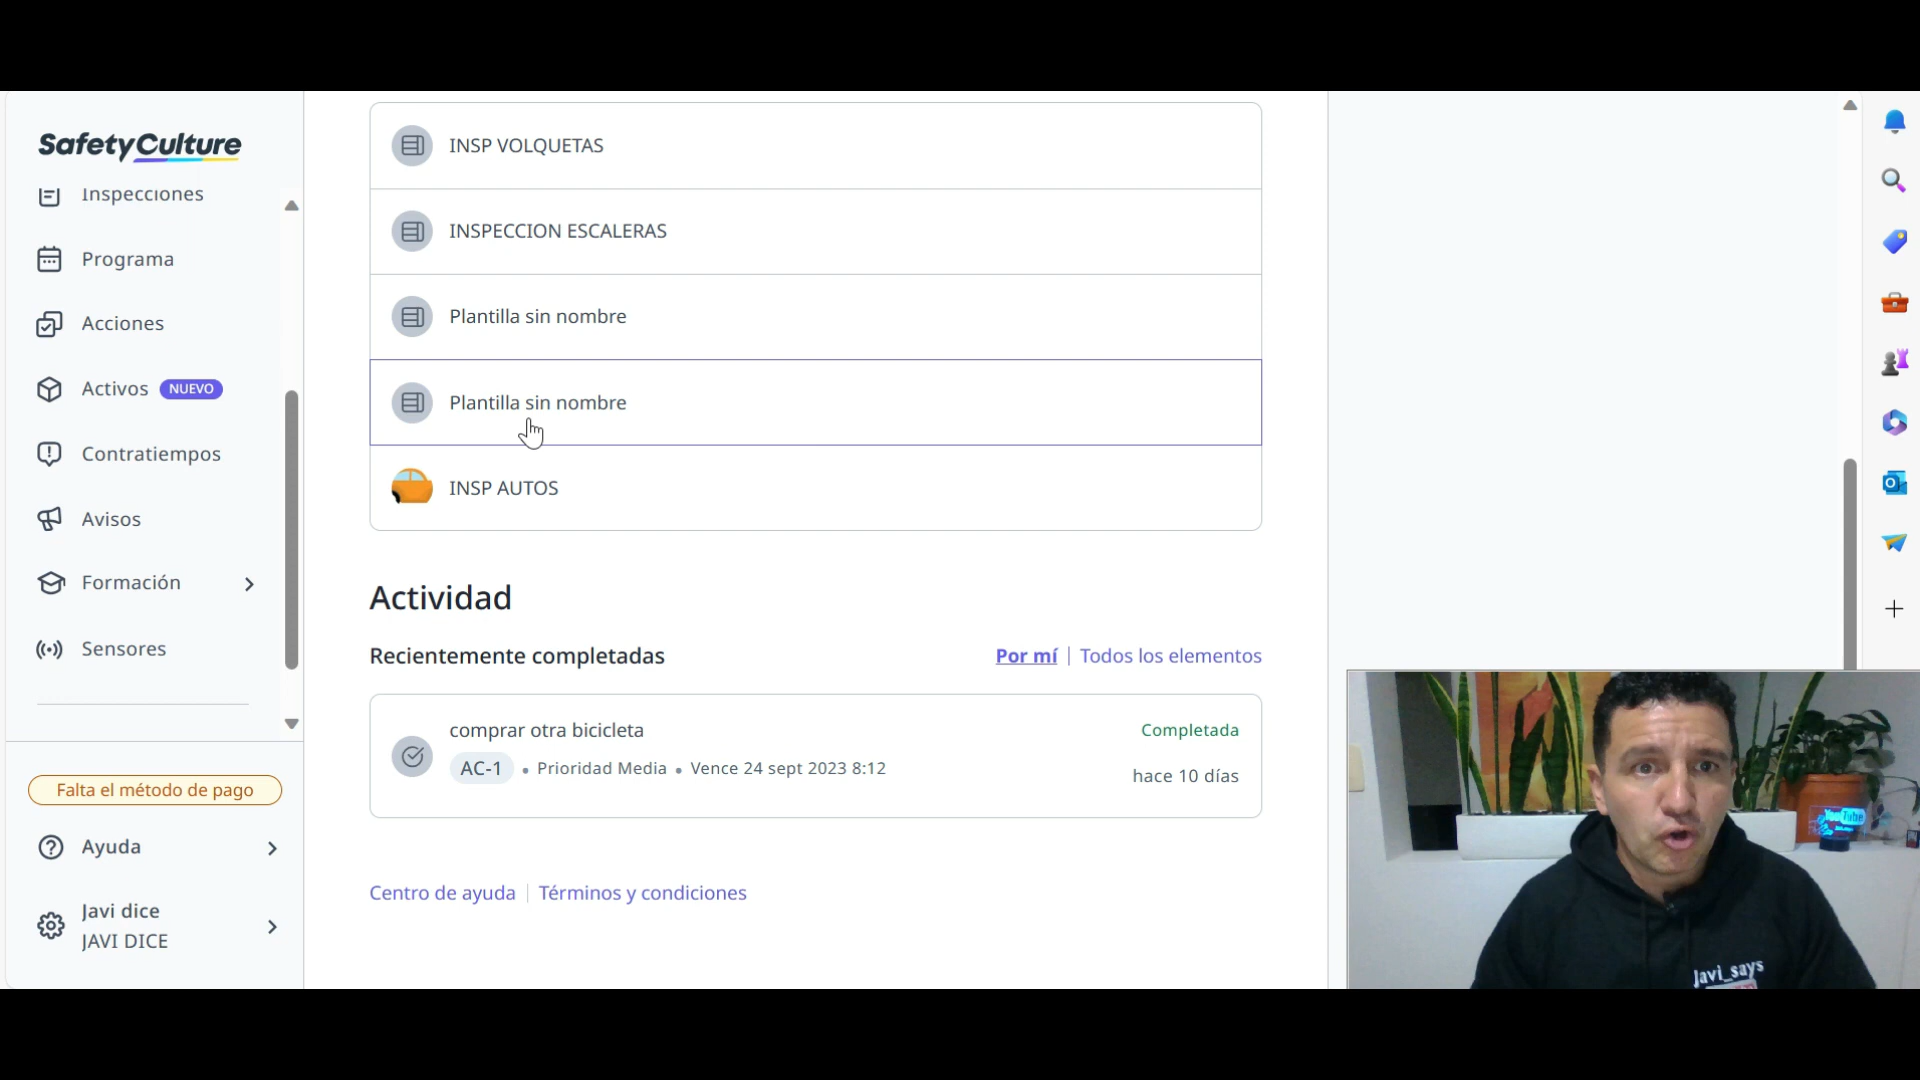 SafetyCulture
Inspecciones
Programa
Acciones
Activos NUEVO
Contratiempos
Avisos
Formación
Sensores
Falta el método de pago
Ayuda
Javi dice
JAVI DICE
INSP VOLQUETAS
INSPECCION ESCALERAS
Plantilla sin nombre
Plantilla sin nombre
INSP AUTOS
Actividad
Recientemente completadas
Por mí | Todos los elementos
comprar otra bicicleta
Completada
AC-1 • Prioridad Media • Vence 24 sept 2023 8:12
hace 10 días
Centro de ayuda | Términos y condiciones
YouTube
Javi_says